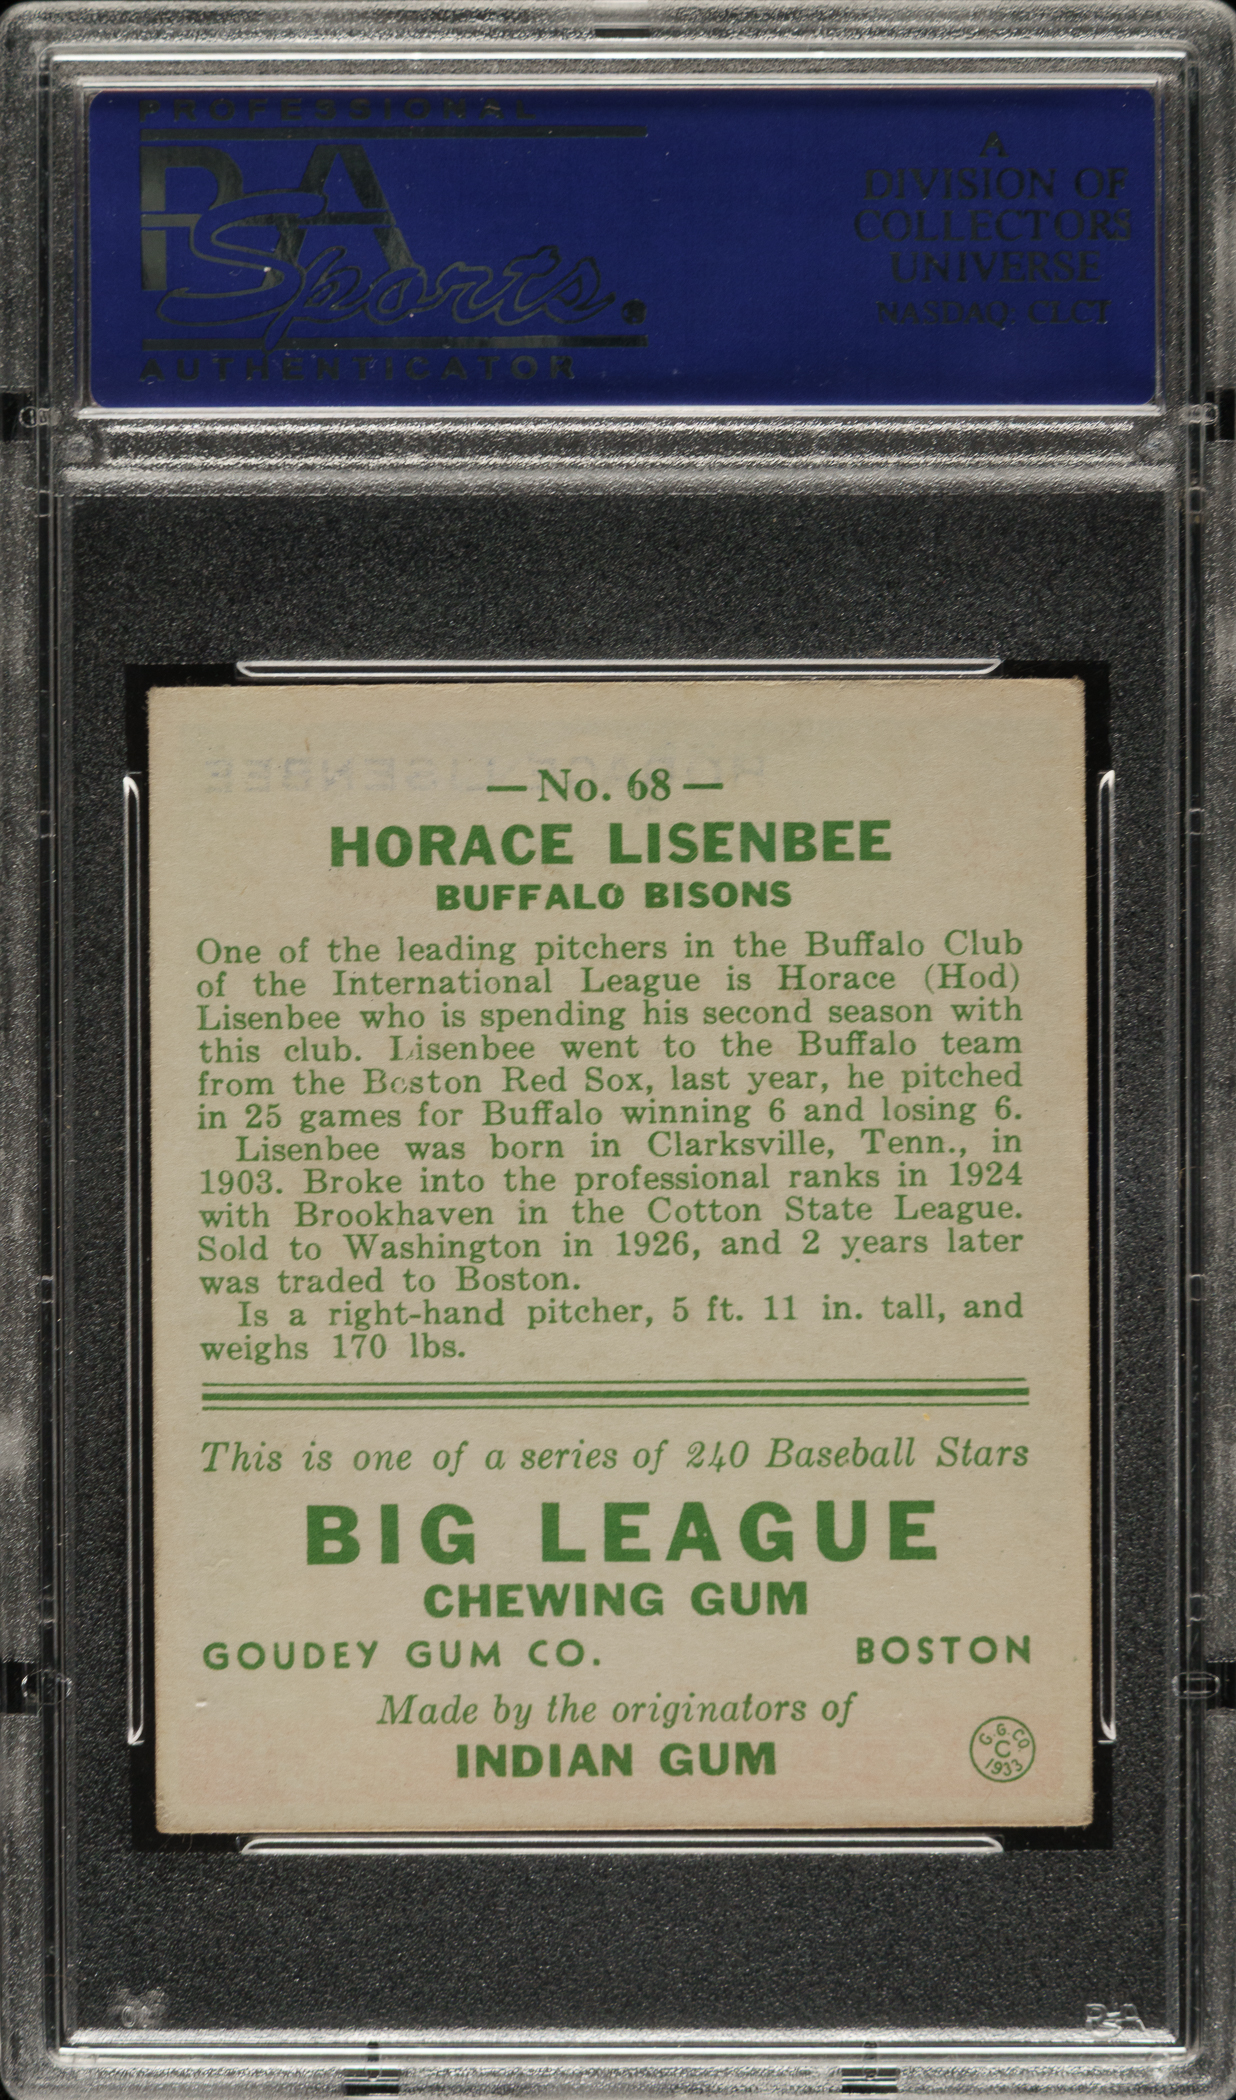 PROFESSIONAL
PSA
Sports.
AUTHENTICATOR
A
DIVISION OF
COLLECTORS
UNIVERSE
NASDAQ: CLCT
— No. 68 —
HORACE LISENBEE
BUFFALO BISONS
One of the leading pitchers in the Buffalo Club
of the International League is Horace (Hod)
Lisenbee who is spending his second season with
this club. Lisenbee went to the Buffalo team
from the Boston Red Sox, last year, he pitched
in 25 games for Buffalo winning 6 and losing 6.
Lisenbee was born in Clarksville, Tenn., in
1903. Broke into the professional ranks in 1924
with Brookhaven in the Cotton State League.
Sold to Washington in 1926, and 2 years later
was traded to Boston.
Is a right-hand pitcher, 5 ft. 11 in. tall, and
weighs 170 lbs.
This is one of a series of 240 Baseball Stars
BIG LEAGUE
CHEWING GUM
GOUDEY GUM CO. BOSTON
Made by the originators of
INDIAN GUM
G.G.CO.
C
1933
PSA